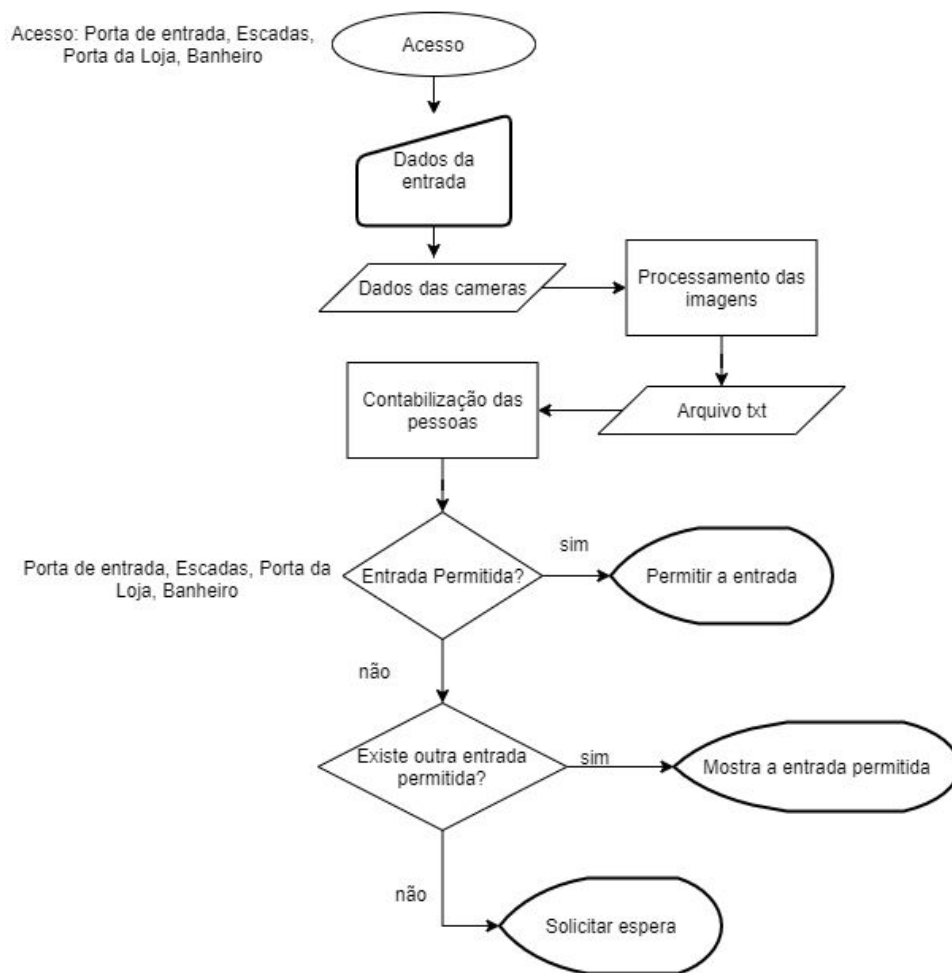 Acesso: Porta de entrada, Escadas,
Porta da Loja, Banheiro
Acesso
Dados da
entrada
Dados das cameras
Processamento das
imagens
Arquivo txt
Contabilização das
pessoas
Porta de entrada, Escadas, Porta da
Loja, Banheiro
Entrada Permitida?
sim
Permitir a entrada
não
Existe outra entrada
permitida?
sim
Mostra a entrada permitida
não
Solicitar espera